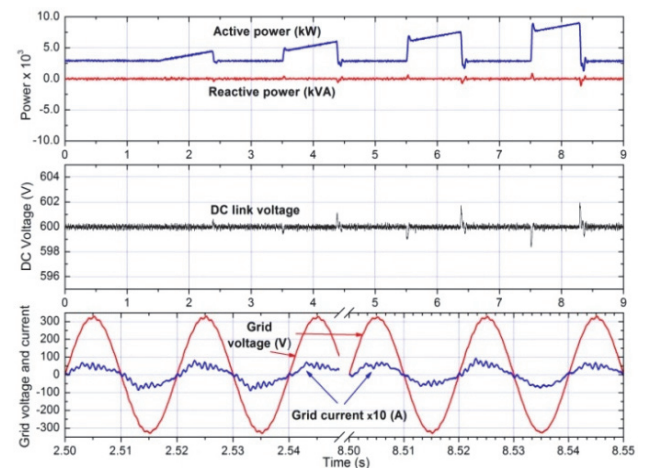 Power x 10³
10.0
5.0
0.0
-5.0
-10.0
Active power (kW)
Reactive power (kVA)
0 1 2 3 4 5 6 7 8 9
DC Voltage (V)
604
602
600
598
596
DC link voltage
0 1 2 3 4 5 6 7 8 9
Grid voltage and current
300
200
100
0
-100
-200
-300
Grid
voltage (V)
Grid current x10 (A)
2.50 2.51 2.52 2.53 2.54 8.50 8.51 8.52 8.53 8.54 8.55
Time (s)